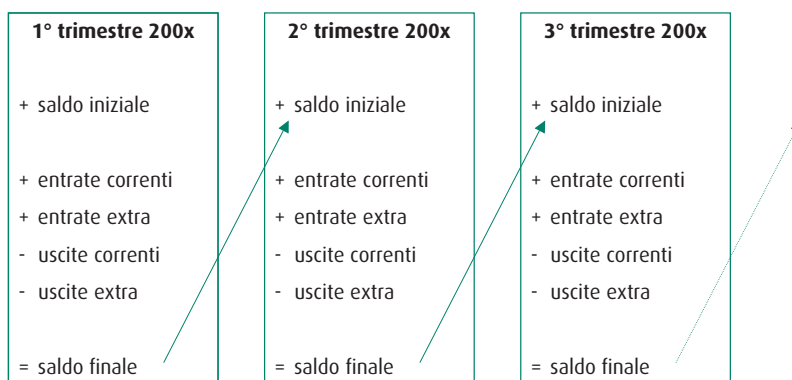 1° trimestre 200x
+ saldo iniziale
+ entrate correnti
+ entrate extra
- uscite correnti
- uscite extra
= saldo finale
2° trimestre 200x
+ saldo iniziale
+ entrate correnti
+ entrate extra
- uscite correnti
- uscite extra
= saldo finale
3° trimestre 200x
+ saldo iniziale
+ entrate correnti
+ entrate extra
- uscite correnti
- uscite extra
= saldo finale